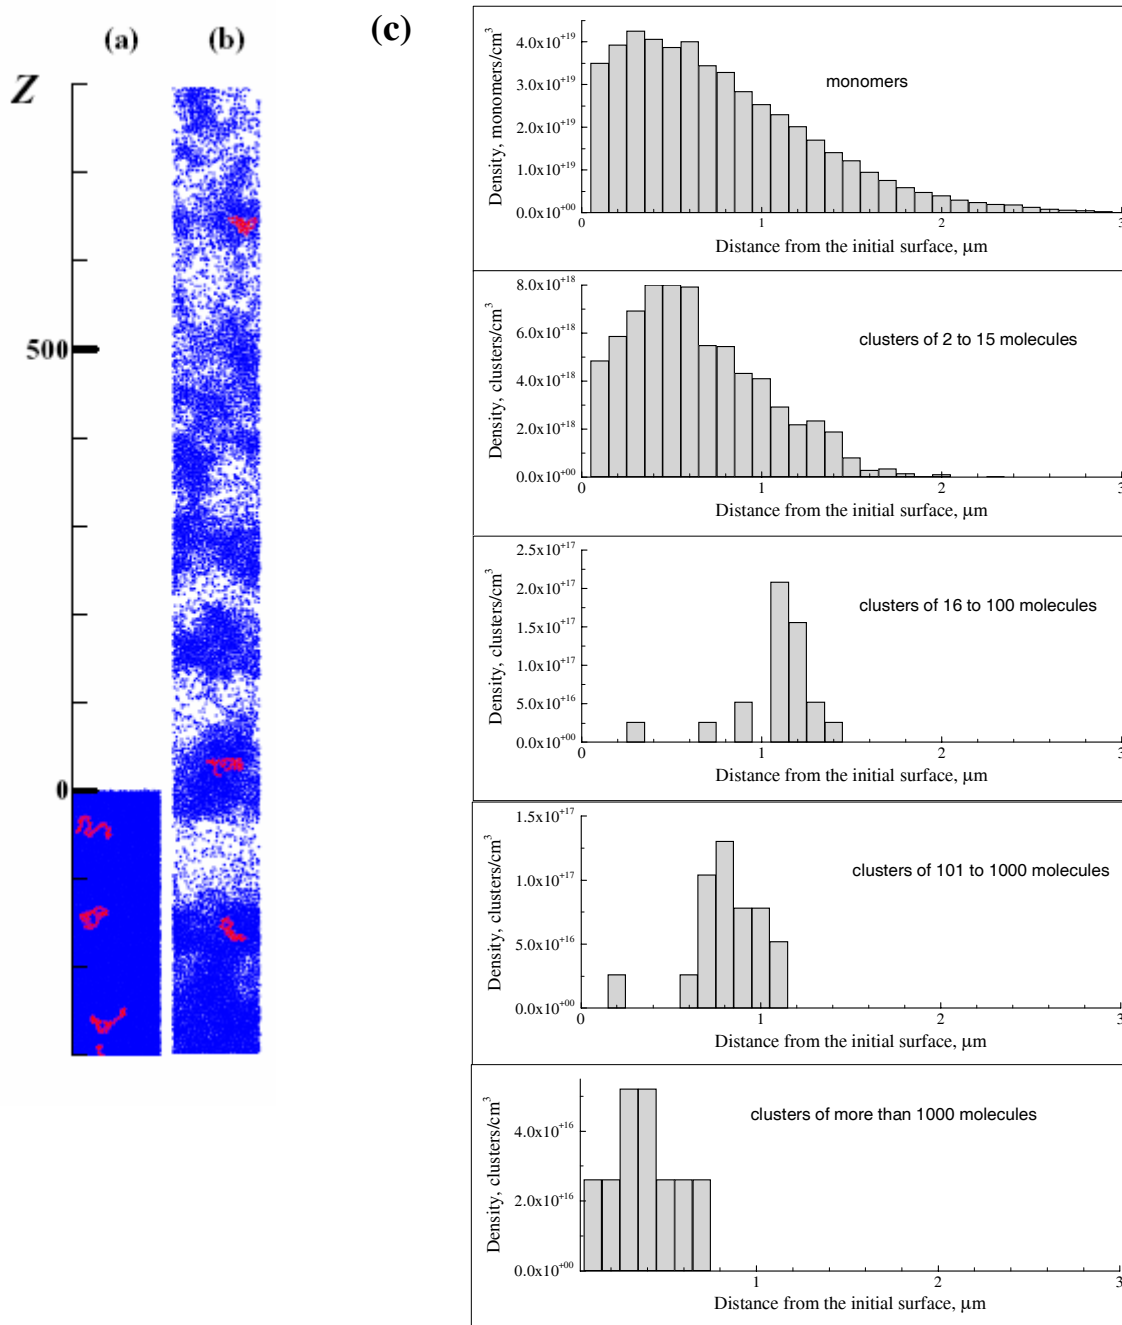 (a)
(b)
(c)
Z
500
0
4.0x10+19
3.0x10+19
2.0x10+19
1.0x10+19
0.0x10+00
Density, monomers/cm3
monomers
0 1 2 3
Distance from the initial surface, μm
8.0x10+18
6.0x10+18
4.0x10+18
2.0x10+18
0.0x10+00
Density, clusters/cm3
clusters of 2 to 15 molecules
0 1 2 3
Distance from the initial surface, μm
2.5x10+17
2.0x10+17
1.5x10+17
1.0x10+17
5.0x10+16
0.0x10+00
Density, clusters/cm3
clusters of 16 to 100 molecules
0 1 2 3
Distance from the initial surface, μm
1.5x10+17
1.0x10+17
5.0x10+16
0.0x10+00
Density, clusters/cm3
clusters of 101 to 1000 molecules
0 1 2 3
Distance from the initial surface, μm
4.0x10+16
2.0x10+16
0.0x10+00
Density, clusters/cm3
clusters of more than 1000 molecules
1 2 3
Distance from the initial surface, μm